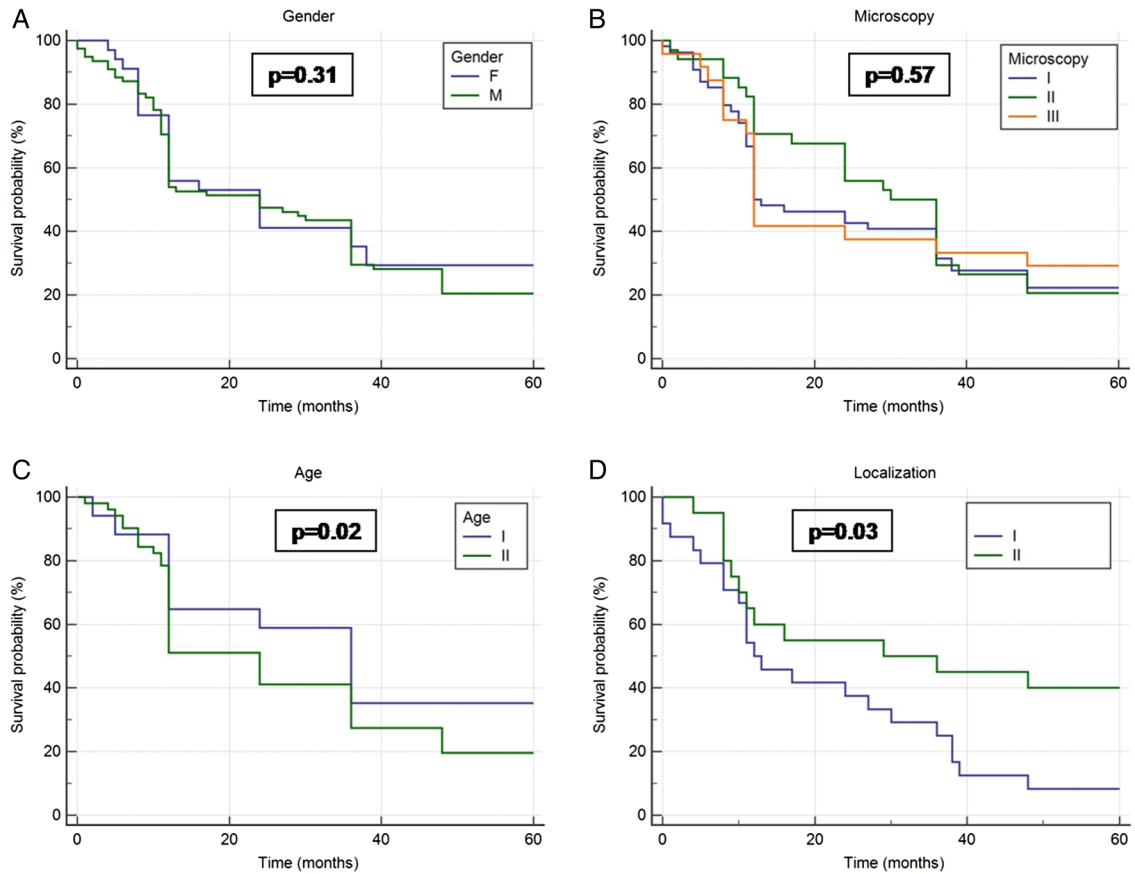 A
Gender
Survival probability (%)
100
80
60
40
20
0
0 20 40 60
Time (months)
p=0.31
Gender
F
M
B
Microscopy
Survival probability (%)
100
80
60
40
20
0
0 20 40 60
Time (months)
p=0.57
Microscopy
I
II
III
C
Age
Survival probability (%)
100
80
60
40
20
0
0 20 40 60
Time (months)
p=0.02
Age
I
II
D
Localization
Survival probability (%)
100
80
60
40
20
0
0 20 40 60
Time (months)
p=0.03
I
II